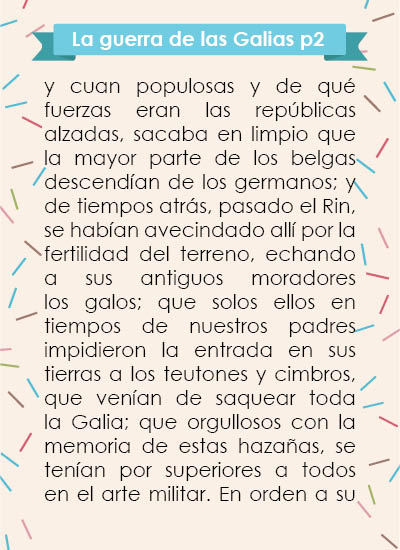 La guerra de las Galias p2
y cuan populosas y de qué
fuerzas eran las repúblicas
alzadas, sacaba en limpio que
la mayor parte de los belgas
descendían de los germanos; y
de tiempos atrás, pasado el Rin,
se habían avecindado allí por la
fertilidad del terreno, echando
a sus antiguos moradores
los galos; que solos ellos en
tiempos de nuestros padres
impidieron la entrada en sus
tierras a los teutones y cimbros,
que venían de saquear toda
la Galia; que orgullosos con la
memoria de estas hazañas, se
tenían por superiores a todos
en el arte militar. En orden a su